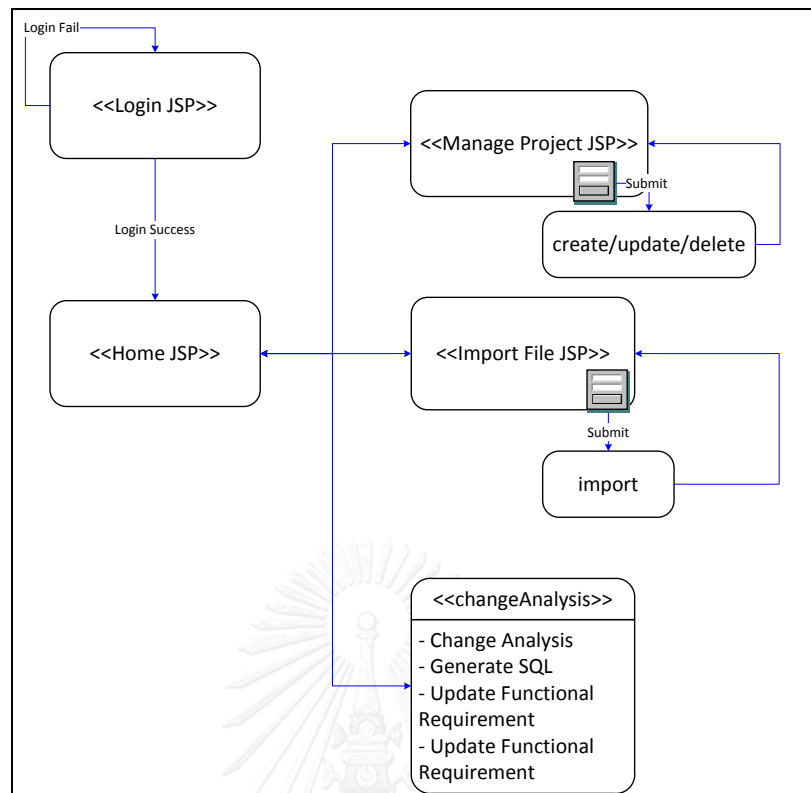 Login Fail
<<Login JSP>>
Login Success
<<Home JSP>>
<<Manage Project JSP>>
Submit
create/update/delete
<<Import File JSP>>
Submit
import
<<changeAnalysis>>
- Change Analysis
- Generate SQL
- Update Functional
Requirement
- Update Functional
Requirement